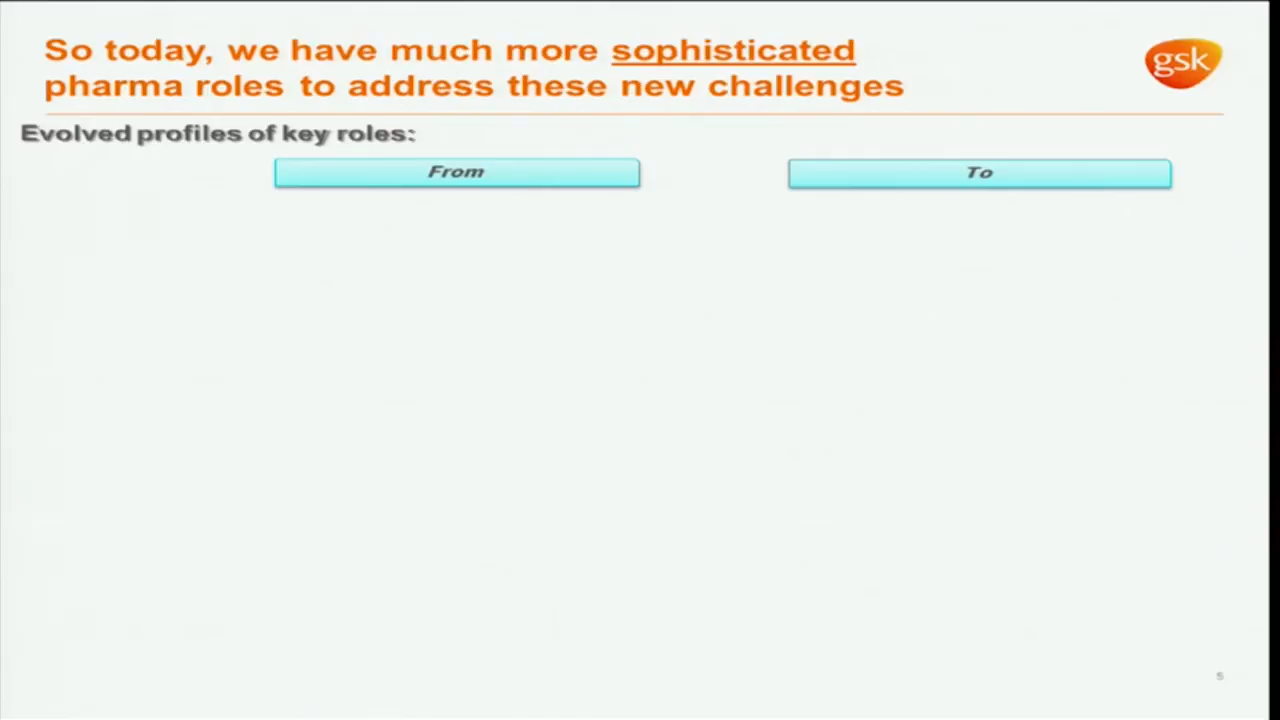 So today, we have much more sophisticated
pharma roles to address these new challenges
gsk
Evolved profiles of key roles:
From
To
5